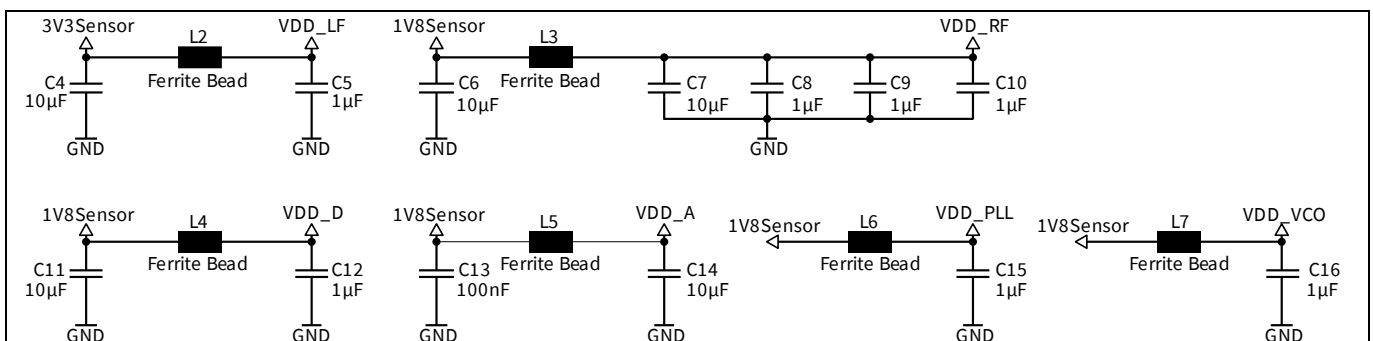 3V3Sensor L2 VDD_LF 1V8Sensor L3 VDD_RF
C4 Ferrite Bead C5 C6 Ferrite Bead C7 C8 C9 C10
10µF 1µF 10µF 10µF 1µF 1µF 1µF
GND GND GND GND
1V8Sensor L4 VDD_D 1V8Sensor L5 VDD_A 1V8Sensor L6 VDD_PLL 1V8Sensor L7 VDD_VCO
C11 Ferrite Bead C12 C13 Ferrite Bead C14 Ferrite Bead C15 Ferrite Bead C16
10µF 1µF 100nF 10µF 1µF 1µF
GND GND GND GND GND GND